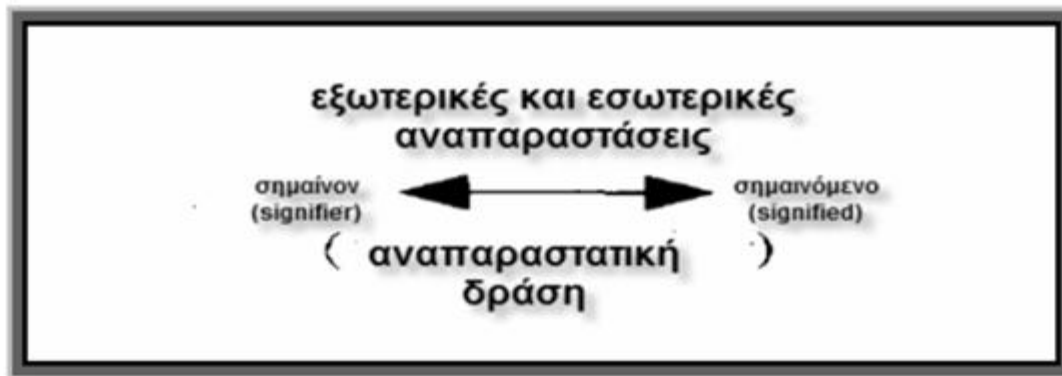 εξωτερικές και εσωτερικές
αναπαραστάσεις
σημαίνον
(signifier)
σημαινόμενο
(signified)
( αναπαραστατική )
δράση